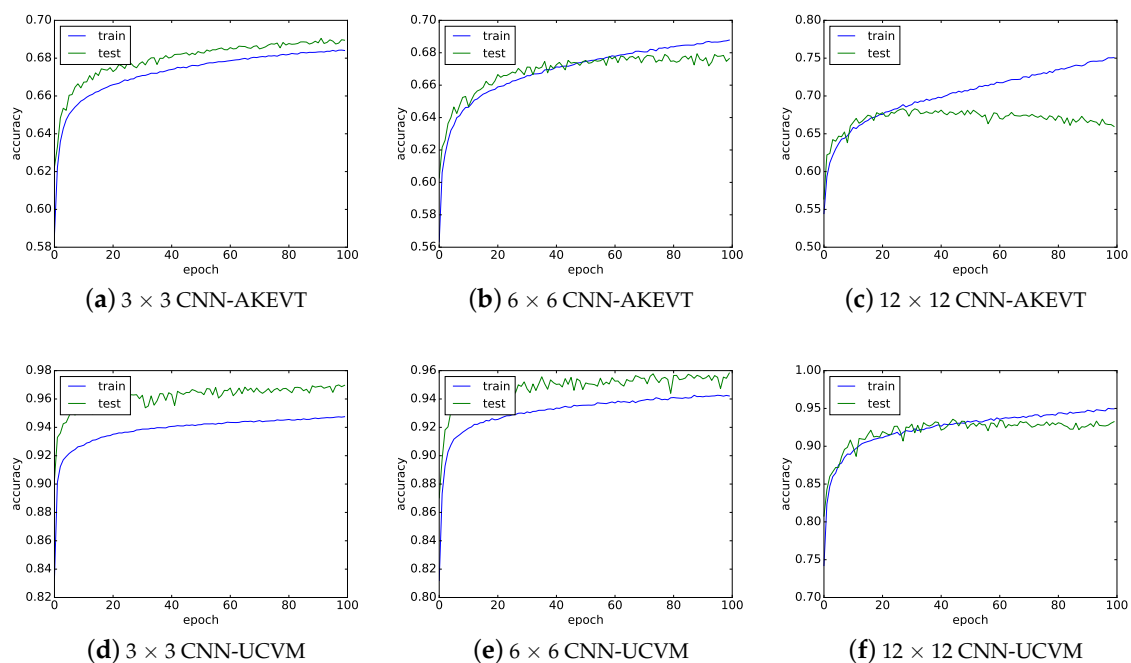 0.70 0.70 0.80
train train train
test test test
0.68 0.68 0.75
0.66 0.66 0.70
0.64 0.64 0.65
0.62 0.62 0.60
0.60 0.60 0.55
0.58 0.58 0.50
0.56
accuracy accuracy accuracy
0 20 40 60 80 100 0 20 40 60 80 100 0 20 40 60 80 100
epoch epoch epoch
(a) 3 × 3 CNN-AKEVT (b) 6 × 6 CNN-AKEVT (c) 12 × 12 CNN-AKEVT
0.98 0.96 1.00
train train train
test test test
0.96 0.94 0.95
0.94 0.92 0.90
0.92 0.90 0.85
0.90 0.88 0.80
0.88 0.86 0.75
0.86 0.84 0.70
0.84 0.82
0.82 0.80
accuracy accuracy accuracy
0 20 40 60 80 100 0 20 40 60 80 100 0 20 40 60 80 100
epoch epoch epoch
(d) 3 × 3 CNN-UCVM (e) 6 × 6 CNN-UCVM (f) 12 × 12 CNN-UCVM